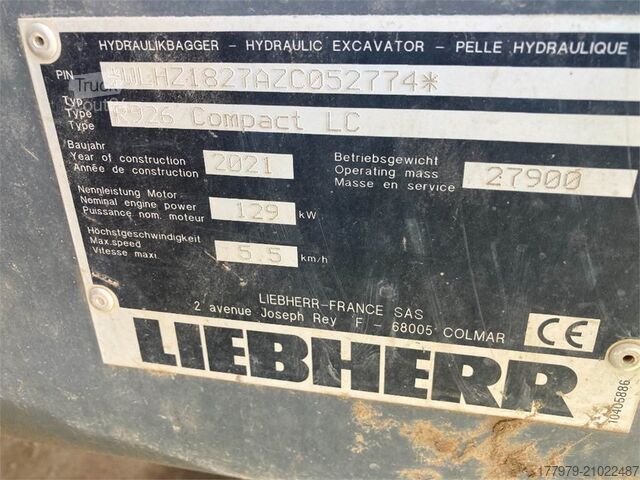 HYDRAULIKBAGGER - HYDRAULIC EXCAVATOR - PELLE HYDRAULIQUE
PIN *WLHZ1827AZC052774*
Typ
Type R926 Compact LC
Type
Truck
Baujahr
Year of construction 2021
Année de construction
Betriebsgewicht
Operating mass 27900
Masse en service
Nennleistung Motor
Nominal engine power 129 kW
Puissance nom. moteur
Höchstgeschwindigkeit
Max.speed 5.5 km/h
Vitesse maxi
LIEBHERR-FRANCE SAS
2 avenue Joseph Rey F - 68005 COLMAR
CE
LIEBHERR
10405886
177979-21022487